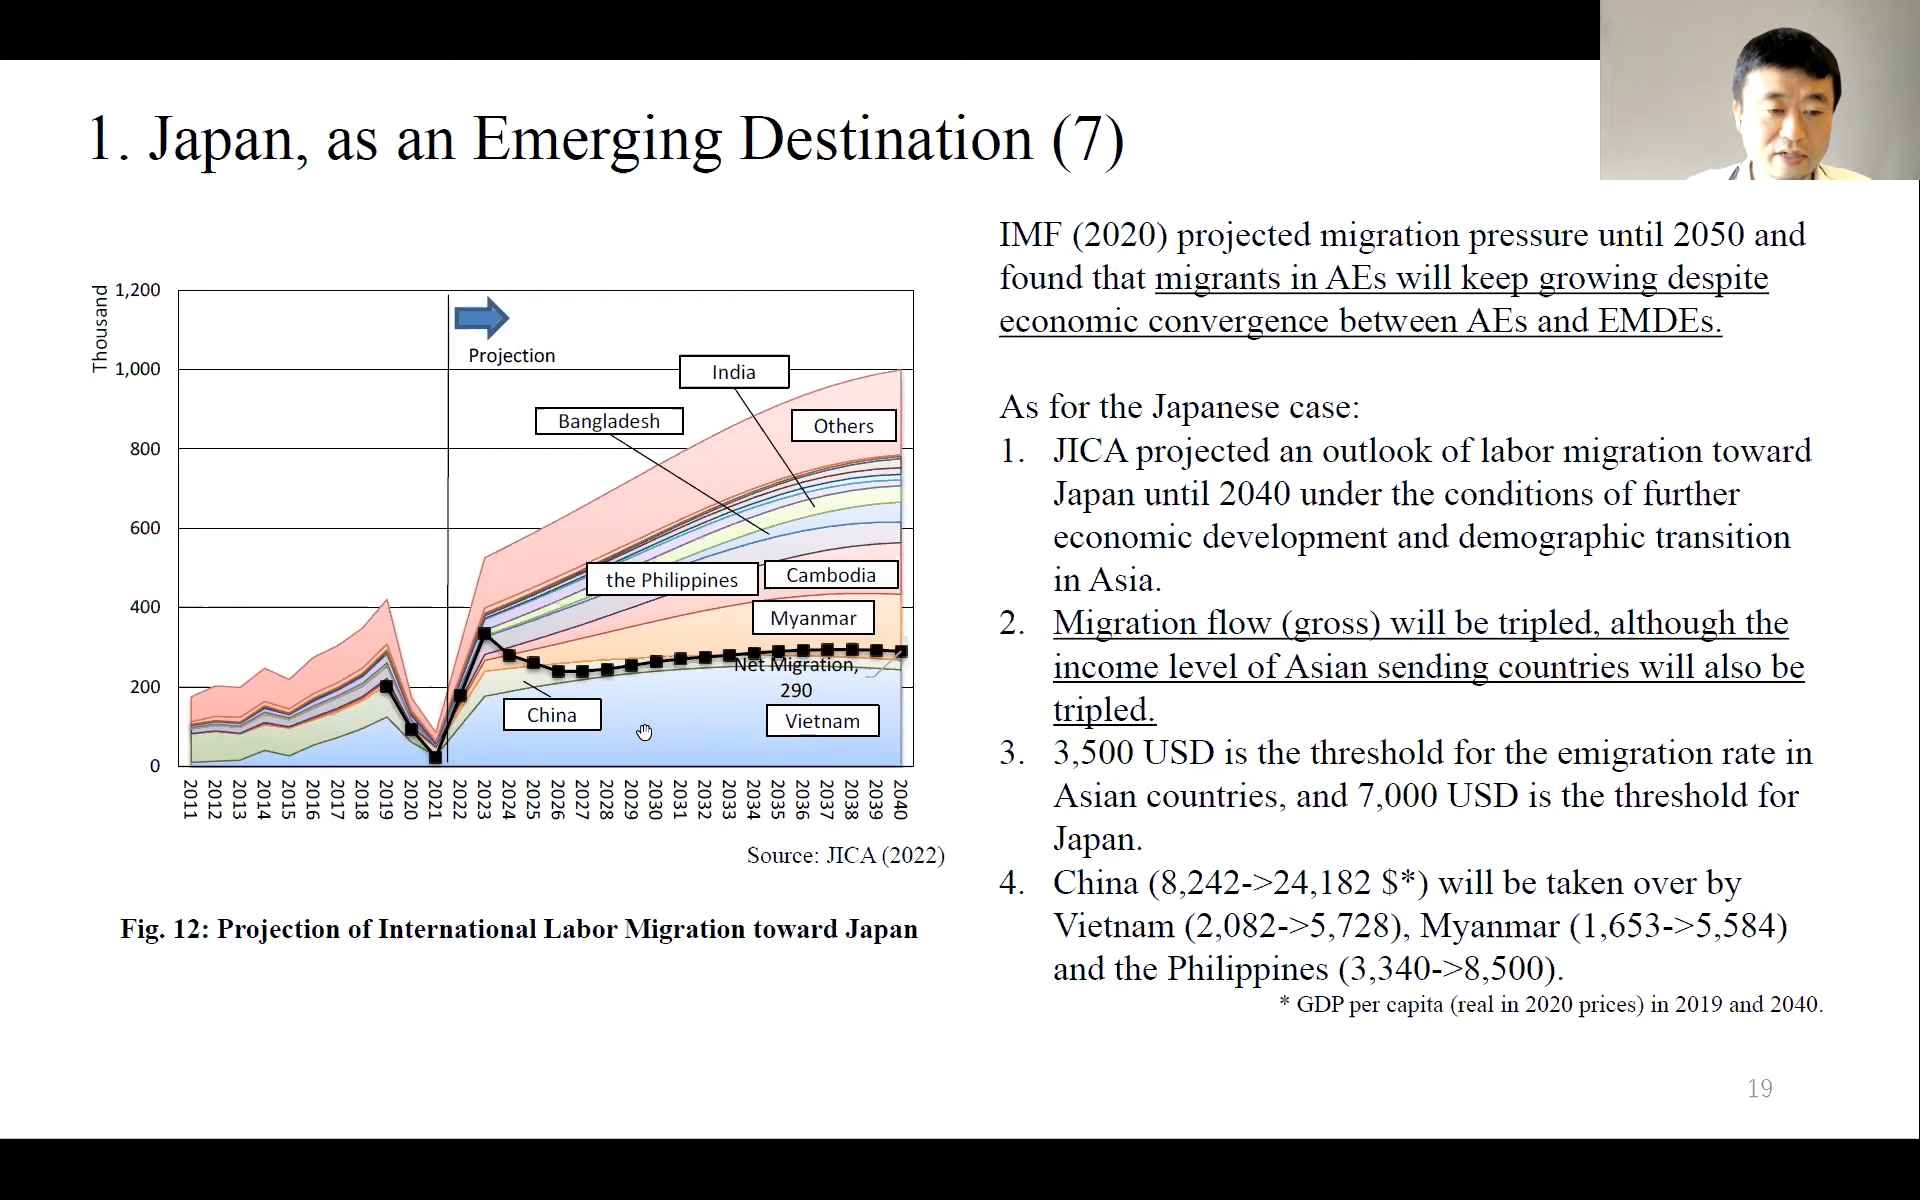 1. Japan, as an Emerging Destination (7)
Thousand
1,200
1,000
800
600
400
200
0
Projection
India
Bangladesh
Others
the Philippines
Cambodia
Myanmar
Net Migration,
290
China
Vietnam
2011
2012
2013
2014
2015
2016
2017
2018
2019
2020
2021
2022
2023
2024
2025
2026
2027
2028
2029
2030
2031
2032
2033
2034
2035
2036
2037
2038
2039
2040
Source: JICA (2022)
Fig. 12: Projection of International Labor Migration toward Japan
IMF (2020) projected migration pressure until 2050 and
found that migrants in AEs will keep growing despite
economic convergence between AEs and EMDEs.
As for the Japanese case:
1. JICA projected an outlook of labor migration toward
Japan until 2040 under the conditions of further
economic development and demographic transition
in Asia.
2. Migration flow (gross) will be tripled, although the
income level of Asian sending countries will also be
tripled.
3. 3,500 USD is the threshold for the emigration rate in
Asian countries, and 7,000 USD is the threshold for
Japan.
4. China (8,242->24,182 $*) will be taken over by
Vietnam (2,082->5,728), Myanmar (1,653->5,584)
and the Philippines (3,340->8,500).
* GDP per capita (real in 2020 prices) in 2019 and 2040.
19